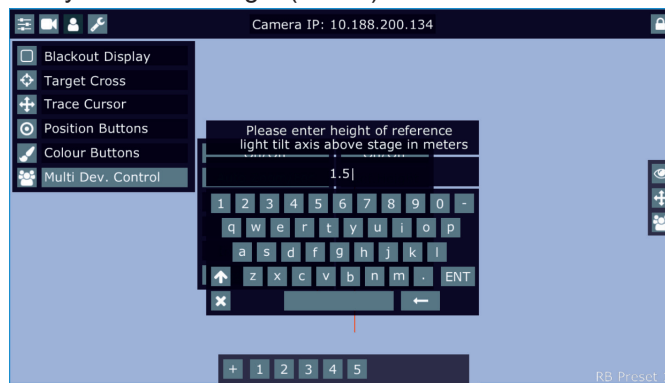 Camera IP: 10.188.200.134
Blackout Display
Target Cross
Trace Cursor
Position Buttons
Colour Buttons
Multi Dev. Control
Please enter height of reference
light tilt axis above stage in meters
1.5
1 2 3 4 5 6 7 8 9 0 -
q w e r t y u i o p
a s d f g h j k l
z x c v b n m . ENT
+ 1 2 3 4 5
RB Preset